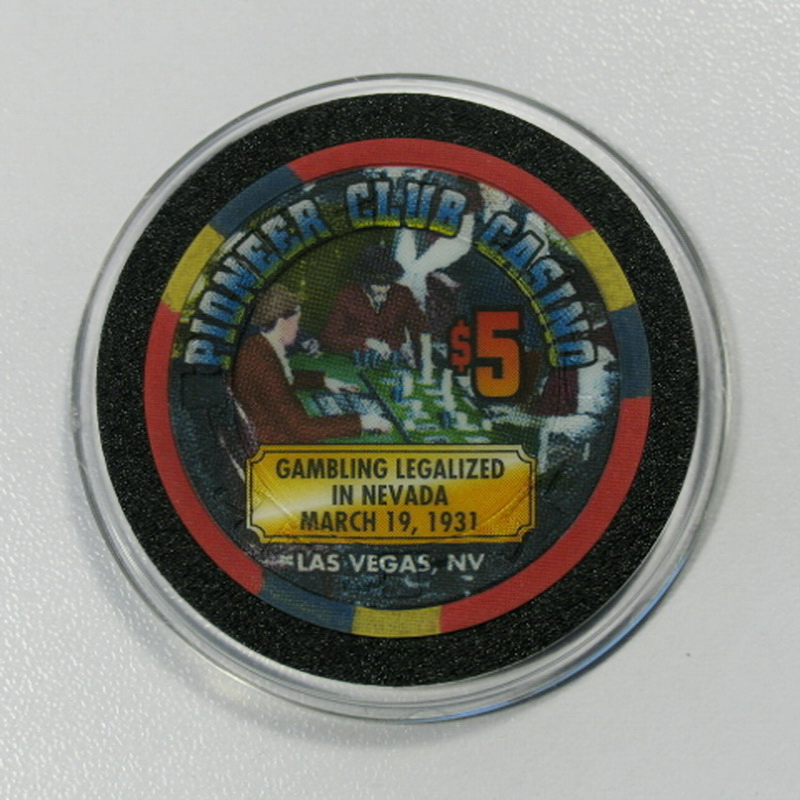 PIONEER CLUB CASINO
$5
GAMBLING LEGALIZED
IN NEVADA
MARCH 19, 1931
LAS VEGAS, NV